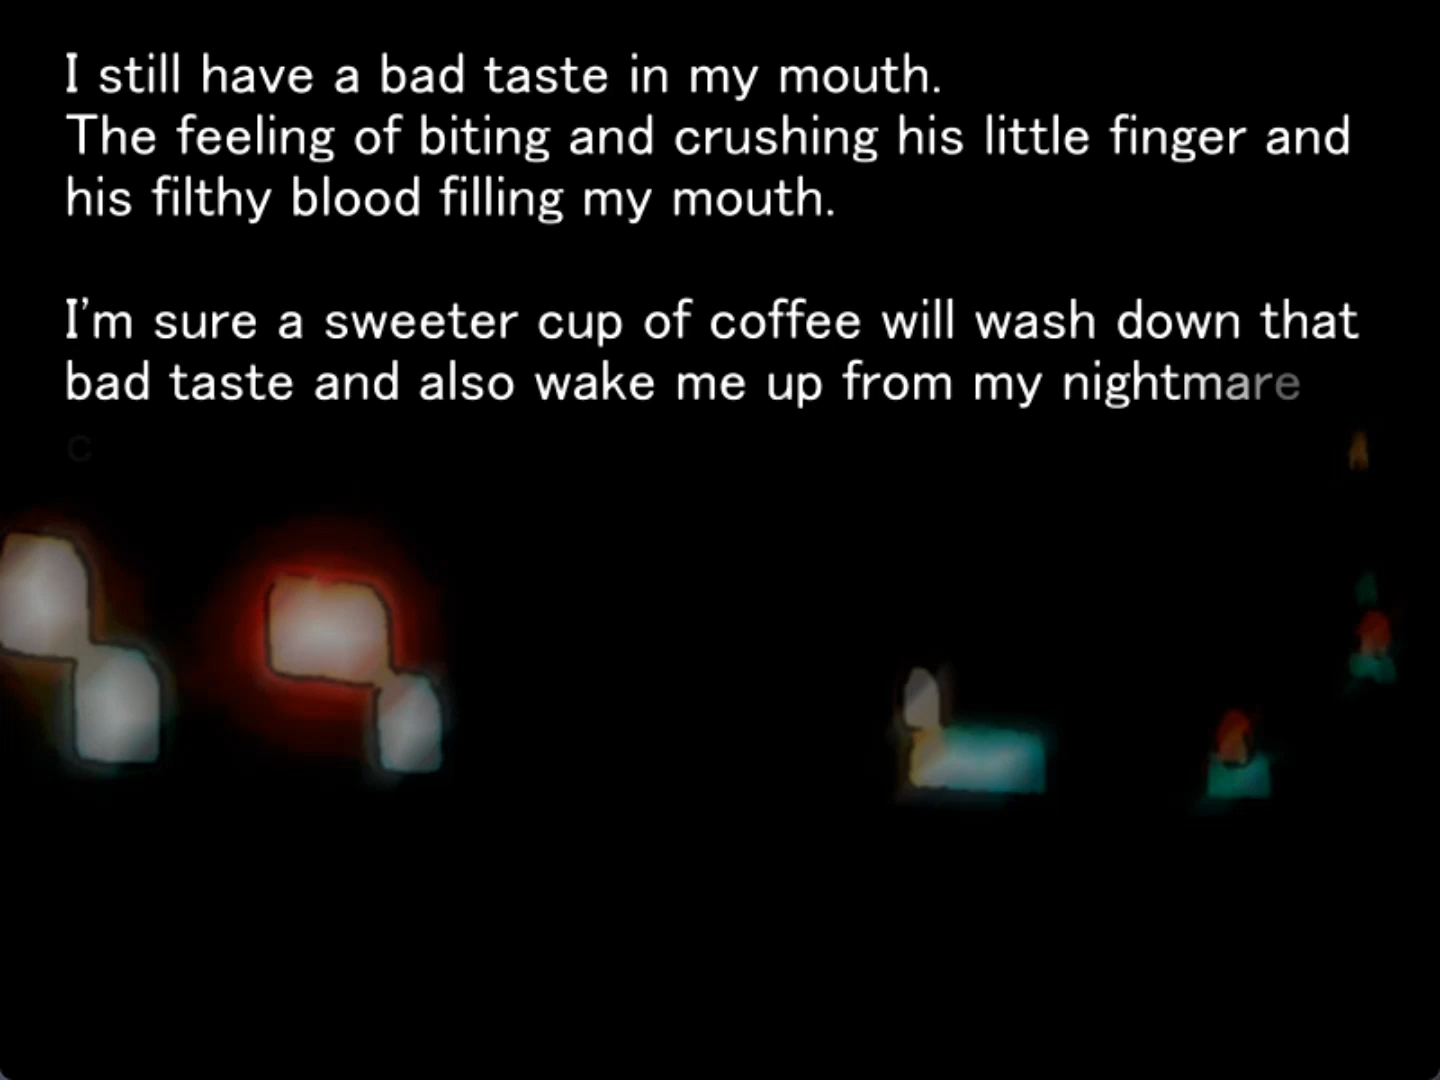 I still have a bad taste in my mouth.
The feeling of biting and crushing his little finger and
his filthy blood filling my mouth.
I'm sure a sweeter cup of coffee will wash down that
bad taste and also wake me up from my nightmare
c